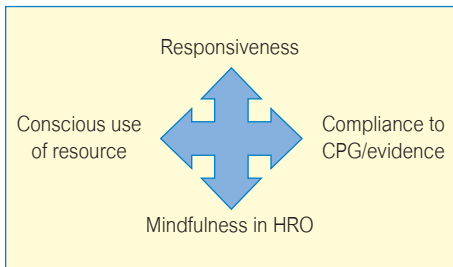 Responsiveness
Conscious use
of resource
Compliance to
CPG/evidence
Mindfulness in HRO